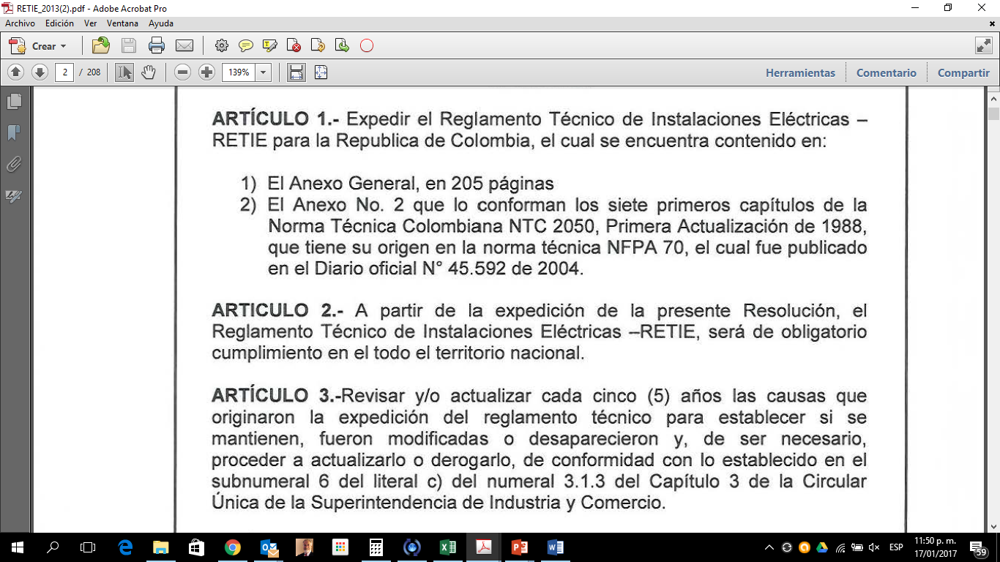 RETIE_2013(2).pdf - Adobe Acrobat Pro
Archivo Edición Ver Ventana Ayuda
Crear
2 / 208 139% Herramientas Comentario Compartir
ARTÍCULO 1.- Expedir el Reglamento Técnico de Instalaciones Eléctricas –
RETIE para la Republica de Colombia, el cual se encuentra contenido en:
1) El Anexo General, en 205 páginas
2) El Anexo No. 2 que lo conforman los siete primeros capítulos de la
Norma Técnica Colombiana NTC 2050, Primera Actualización de 1988,
que tiene su origen en la norma técnica NFPA 70, el cual fue publicado
en el Diario oficial N° 45.592 de 2004.
ARTICULO 2.- A partir de la expedición de la presente Resolución, el
Reglamento Técnico de Instalaciones Eléctricas –RETIE, será de obligatorio
cumplimiento en el todo el territorio nacional.
ARTÍCULO 3.-Revisar y/o actualizar cada cinco (5) años las causas que
originaron la expedición del reglamento técnico para establecer si se
mantienen, fueron modificadas o desaparecieron y, de ser necesario,
proceder a actualizarlo o derogarlo, de conformidad con lo establecido en el
subnumeral 6 del literal c) del numeral 3.1.3 del Capítulo 3 de la Circular
Única de la Superintendencia de Industria y Comercio.
ESP 11:50 p. m.
17/01/2017
59